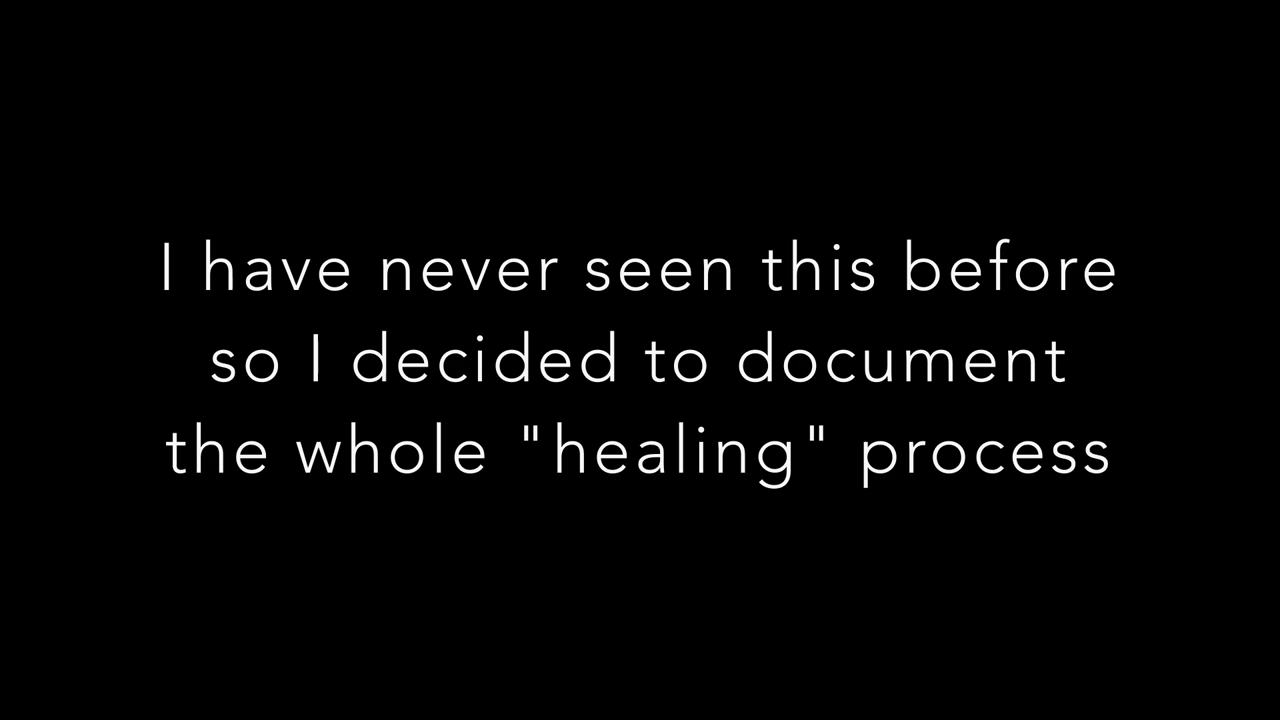 I have never seen this before
so I decided to document
the whole "healing" process